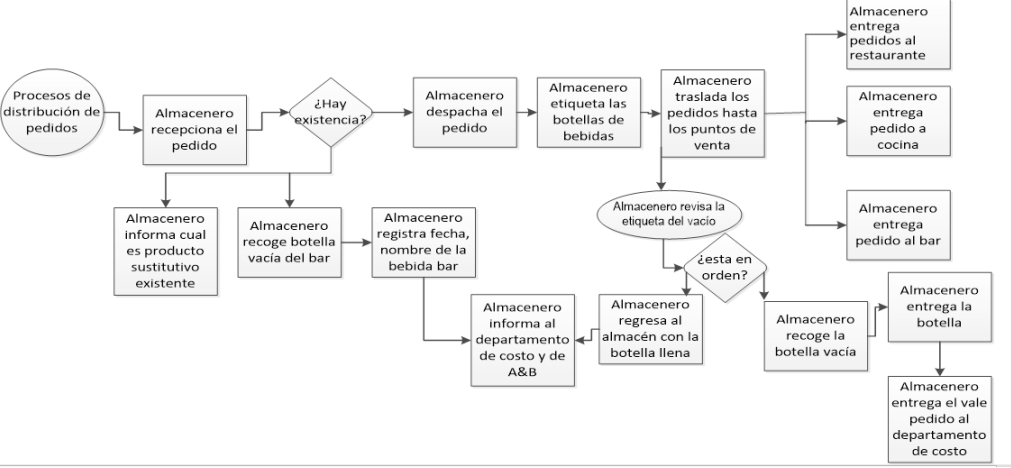 Procesos de
distribución de
pedidos
Almacenero
recepciona el
pedido
¿Hay
existencia?
Almacenero
despacha el
pedido
Almacenero
etiqueta las
botellas de
bebidas
Almacenero
traslada los
pedidos hasta
los puntos de
venta
Almacenero
entrega
pedidos al
restaurante
Almacenero
entrega
pedido a
cocina
Almacenero
entrega
pedido al bar
Almacenero
informa cual
es producto
sustitutivo
existente
Almacenero
recoge botella
vacía del bar
Almacenero
registra fecha,
nombre de la
bebida bar
Almacenero revisa la
etiqueta del vacío
¿esta en
orden?
Almacenero
informa al
departamento
de costo y de
A&B
Almacenero
regresa al
almacén con la
botella llena
Almacenero
recoge la
botella vacía
Almacenero
entrega la
botella
Almacenero
entrega el vale
pedido al
departamento
de costo